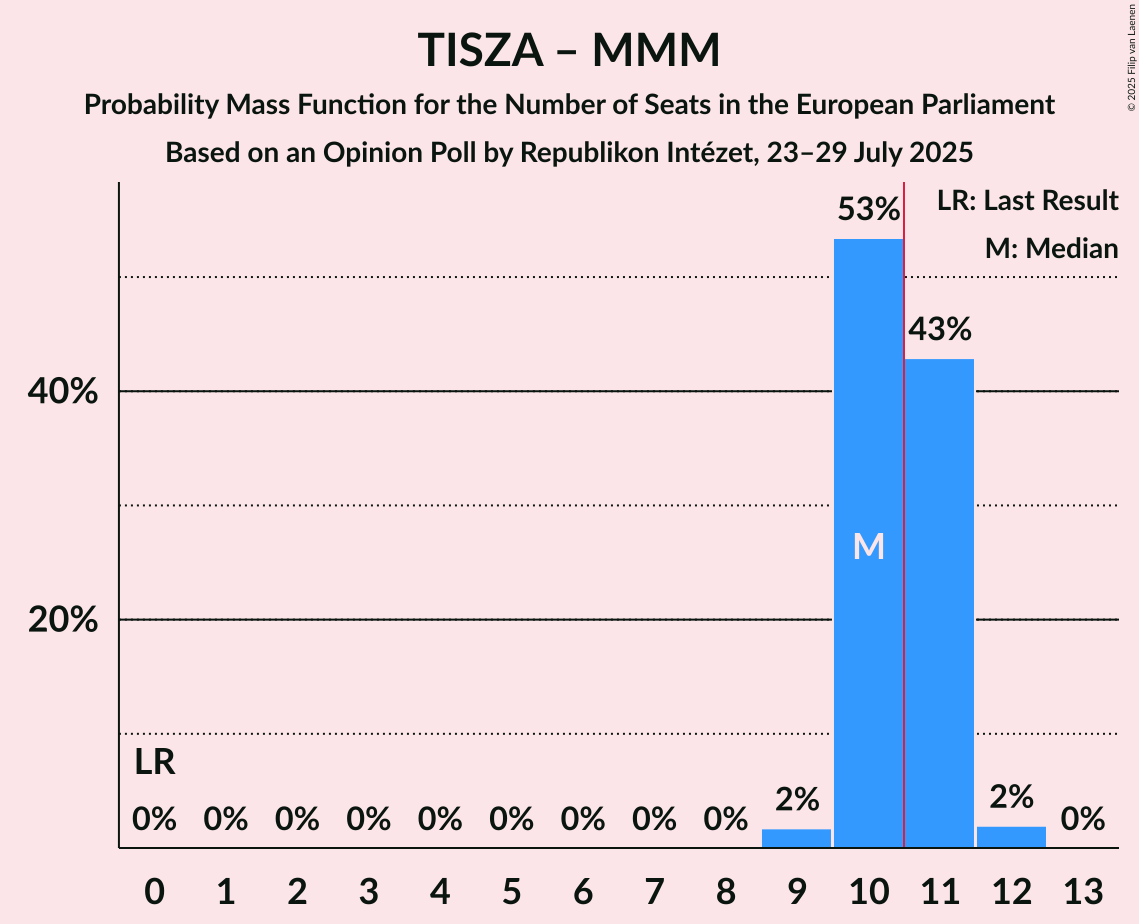 TISZA – MMM
Probability Mass Function for the Number of Seats in the European Parliament
Based on an Opinion Poll by Republikon Intézet, 23–29 July 2025
© 2025 Filip van Laenen
LR: Last Result
M: Median
53%
43%
40%
M
20%
LR
0% 0% 0% 0% 0% 0% 0% 0% 0% 2% 2% 0%
0 1 2 3 4 5 6 7 8 9 10 11 12 13